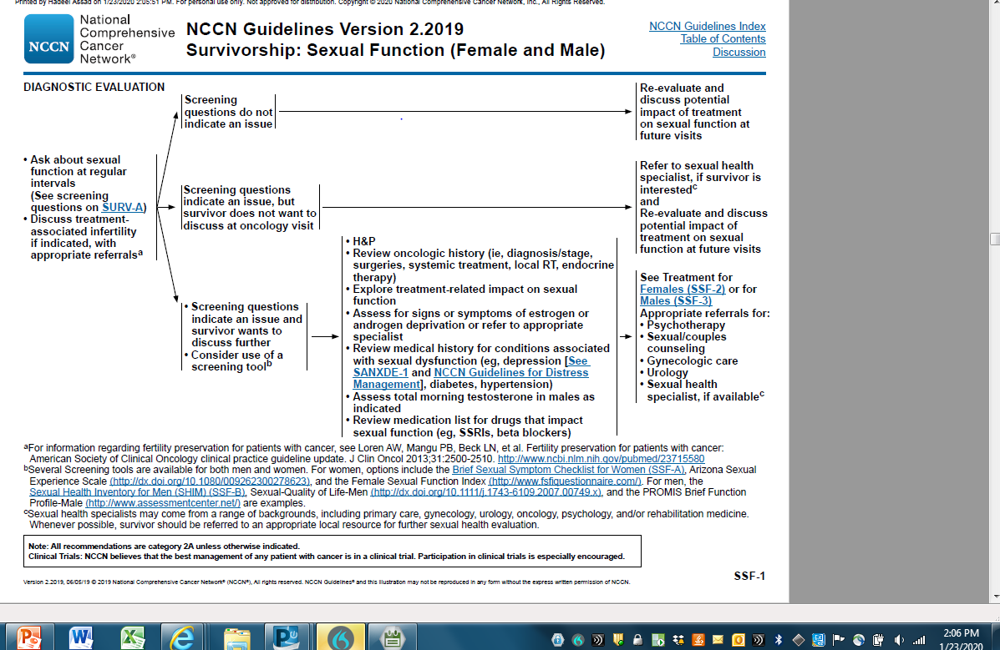 Printed by Hadeel Assad on 1/23/2020 2:05:51 PM. For personal use only. Not approved for distribution. Copyright © 2020 National Comprehensive Cancer Network, Inc., All Rights Reserved.
NCCN
National
Comprehensive
Cancer
Network®
NCCN Guidelines Version 2.2019
Survivorship: Sexual Function (Female and Male)
NCCN Guidelines Index
Table of Contents
Discussion
DIAGNOSTIC EVALUATION
• Ask about sexual
function at regular
intervals
(See screening
questions on SURV-A)
• Discuss treatment-
associated infertility
if indicated, with
appropriate referralsa
Screening
questions do not
indicate an issue
Re-evaluate and
discuss potential
impact of treatment
on sexual function at
future visits
Screening questions
indicate an issue, but
survivor does not want to
discuss at oncology visit
Refer to sexual health
specialist, if survivor is
interestedc
and
Re-evaluate and discuss
potential impact of
treatment on sexual
function at future visits
• Screening questions
indicate an issue and
survivor wants to
discuss further
• Consider use of a
screening toolb
• H&P
• Review oncologic history (ie, diagnosis/stage,
surgeries, systemic treatment, local RT, endocrine
therapy)
• Explore treatment-related impact on sexual
function
• Assess for signs or symptoms of estrogen or
androgen deprivation or refer to appropriate
specialist
• Review medical history for conditions associated
with sexual dysfunction (eg, depression [See
SANXDE-1 and NCCN Guidelines for Distress
Management], diabetes, hypertension)
• Assess total morning testosterone in males as
indicated
• Review medication list for drugs that impact
sexual function (eg, SSRIs, beta blockers)
See Treatment for
Females (SSF-2) or for
Males (SSF-3)
Appropriate referrals for:
• Psychotherapy
• Sexual/couples
counseling
• Gynecologic care
• Urology
• Sexual health
specialist, if availablec
aFor information regarding fertility preservation for patients with cancer, see Loren AW, Mangu PB, Beck LN, et al. Fertility preservation for patients with cancer:
American Society of Clinical Oncology clinical practice guideline update. J Clin Oncol 2013;31:2500-2510. http://www.ncbi.nlm.nih.gov/pubmed/23715580
bSeveral Screening tools are available for both men and women. For women, options include the Brief Sexual Symptom Checklist for Women (SSF-A), Arizona Sexual
Experience Scale (http://dx.doi.org/10.1080/009262300278623), and the Female Sexual Function Index (http://www.fsfiquestionnaire.com/). For men, the
Sexual Health Inventory for Men (SHIM) (SSF-B), Sexual-Quality of Life-Men (http://dx.doi.org/10.1111/j.1743-6109.2007.00749.x), and the PROMIS Brief Function
Profile-Male (http://www.assessmentcenter.net/) are examples.
cSexual health specialists may come from a range of backgrounds, including primary care, gynecology, urology, oncology, psychology, and/or rehabilitation medicine.
Whenever possible, survivor should be referred to an appropriate local resource for further sexual health evaluation.
Note: All recommendations are category 2A unless otherwise indicated.
Clinical Trials: NCCN believes that the best management of any patient with cancer is in a clinical trial. Participation in clinical trials is especially encouraged.
Version 2.2019, 06/05/19 © 2019 National Comprehensive Cancer Network® (NCCN®), All rights reserved. NCCN Guidelines® and this illustration may not be reproduced in any form without the express written permission of NCCN.
SSF-1
2:06 PM
1/23/2020